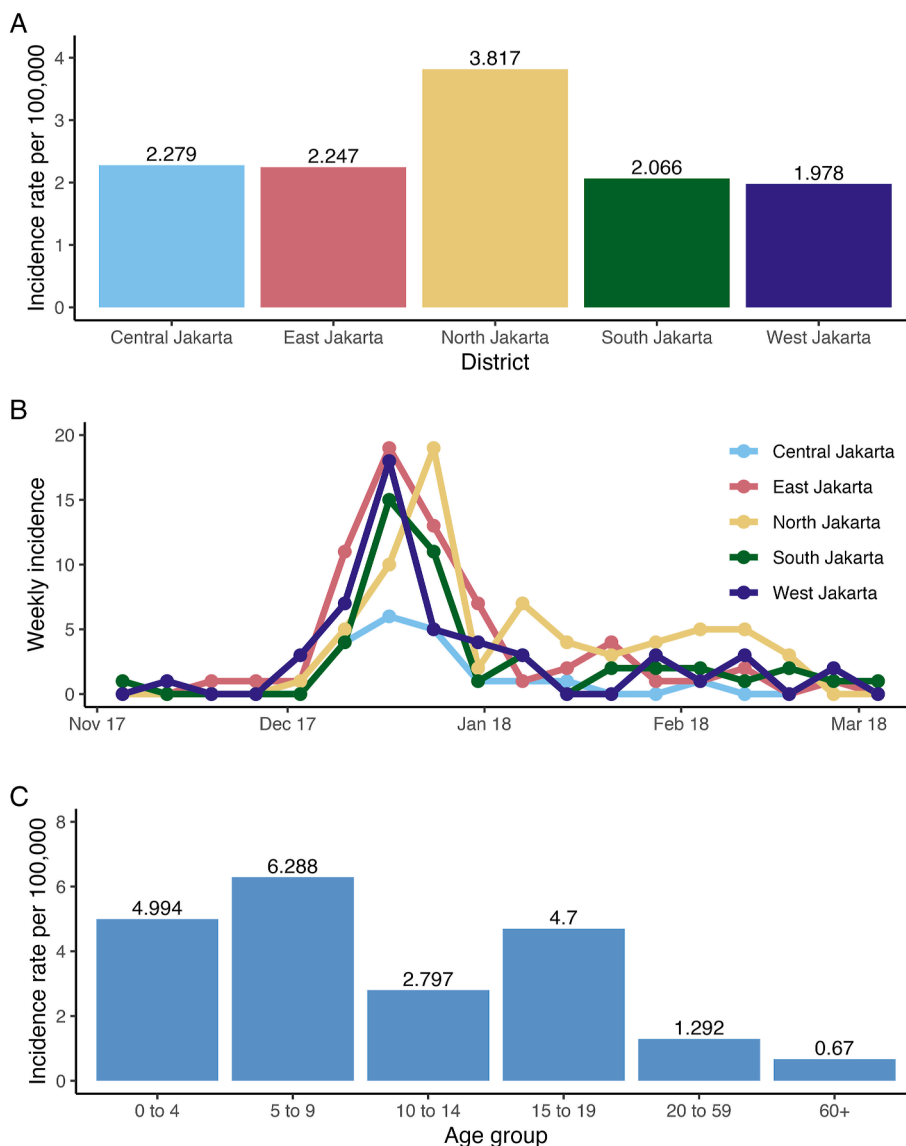 A
Incidence rate per 100,000
4
3
2
1
0
2.279
2.247
3.817
2.066
1.978
Central Jakarta
East Jakarta
North Jakarta
South Jakarta
West Jakarta
District
B
Weekly incidence
20
15
10
5
0
Central Jakarta
East Jakarta
North Jakarta
South Jakarta
West Jakarta
Nov 17
Dec 17
Jan 18
Feb 18
Mar 18
C
Incidence rate per 100,000
8
6
4
2
0
4.994
6.288
2.797
4.7
1.292
0.67
0 to 4
5 to 9
10 to 14
15 to 19
20 to 59
60+
Age group